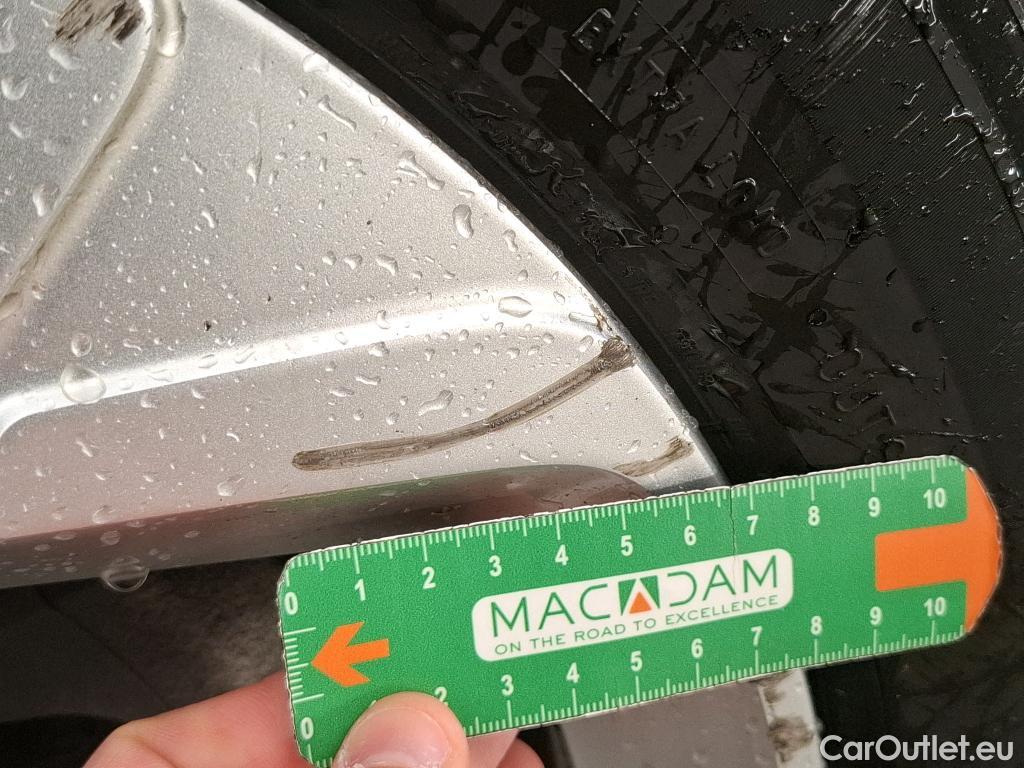 0 1 2 3 4 5 6 7 8 9 10
MACADAM
ON THE ROAD TO EXCELLENCE
0 2 3 4 5 6 7 8 9 10
CarOutlet.eu